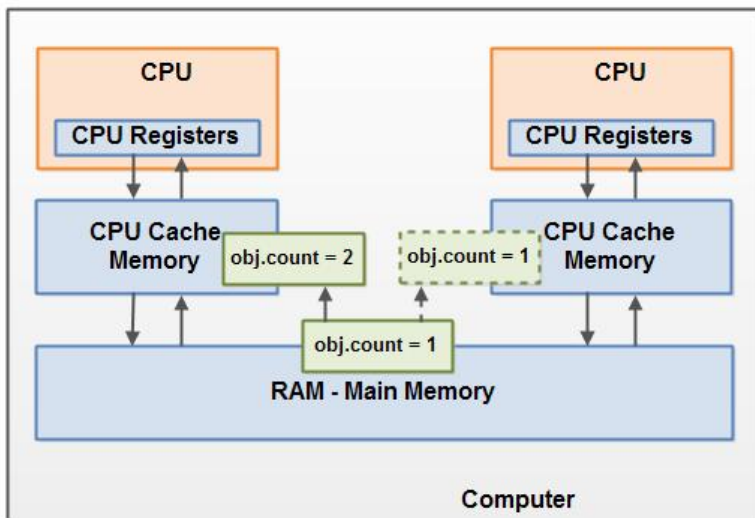 CPU
CPU
CPU Registers
CPU Registers
CPU Cache
Memory
obj.count = 2
obj.count = 1
CPU Cache
Memory
obj.count = 1
RAM - Main Memory
Computer